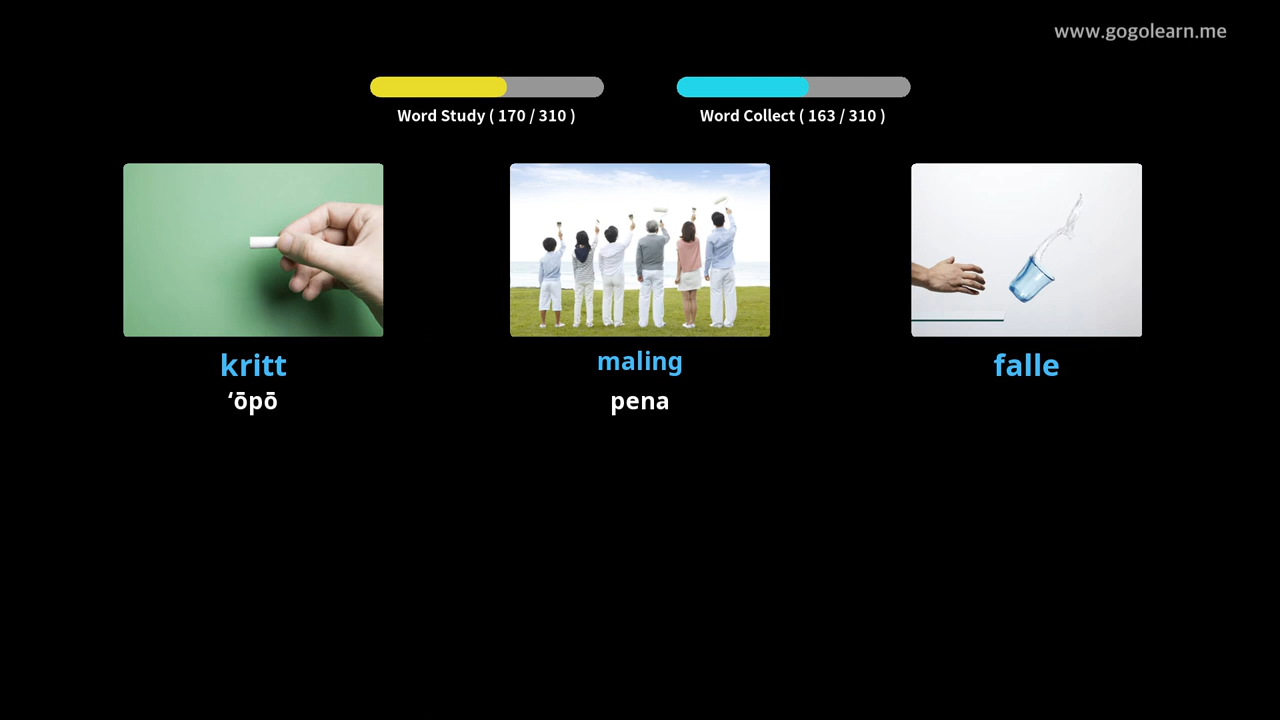 www.gogolearn.me
Word Study ( 170 / 310 )
Word Collect ( 163 / 310 )
kritt
ʻōpō
maling
pena
falle